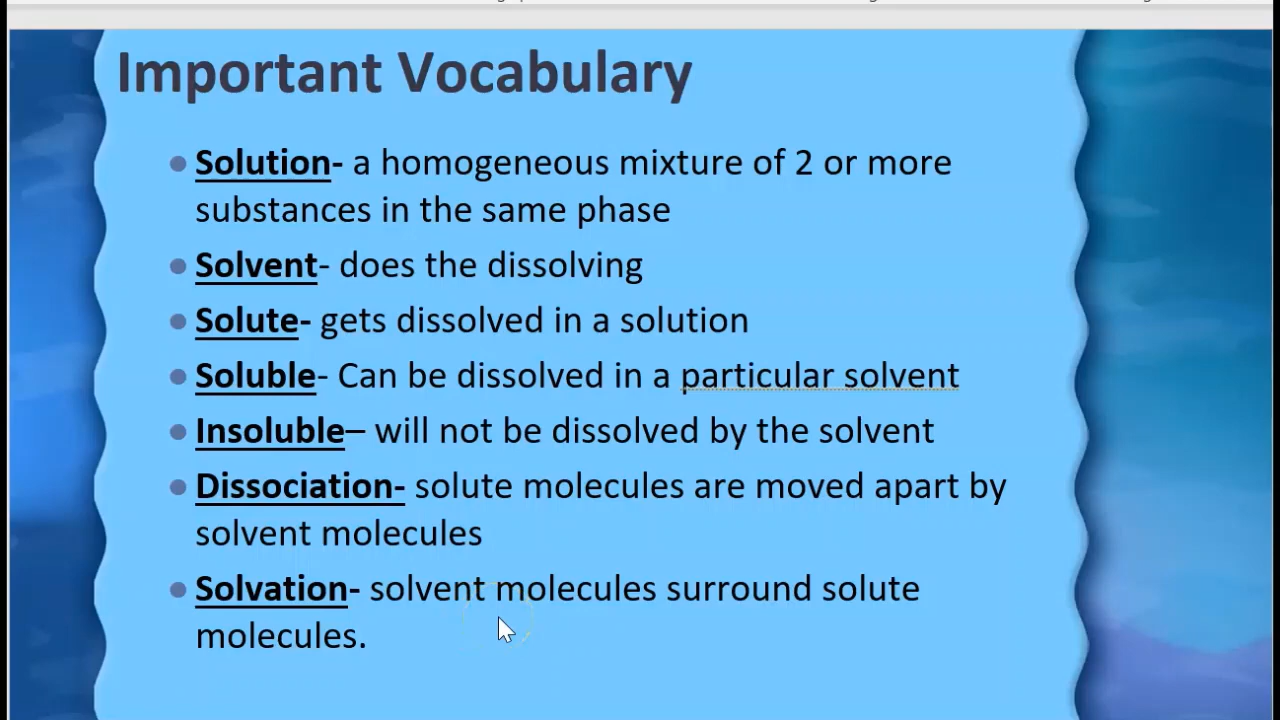 Important Vocabulary
Solution- a homogeneous mixture of 2 or more
substances in the same phase
Solvent- does the dissolving
Solute- gets dissolved in a solution
Soluble- Can be dissolved in a particular solvent
Insoluble– will not be dissolved by the solvent
Dissociation- solute molecules are moved apart by
solvent molecules
Solvation- solvent molecules surround solute
molecules.